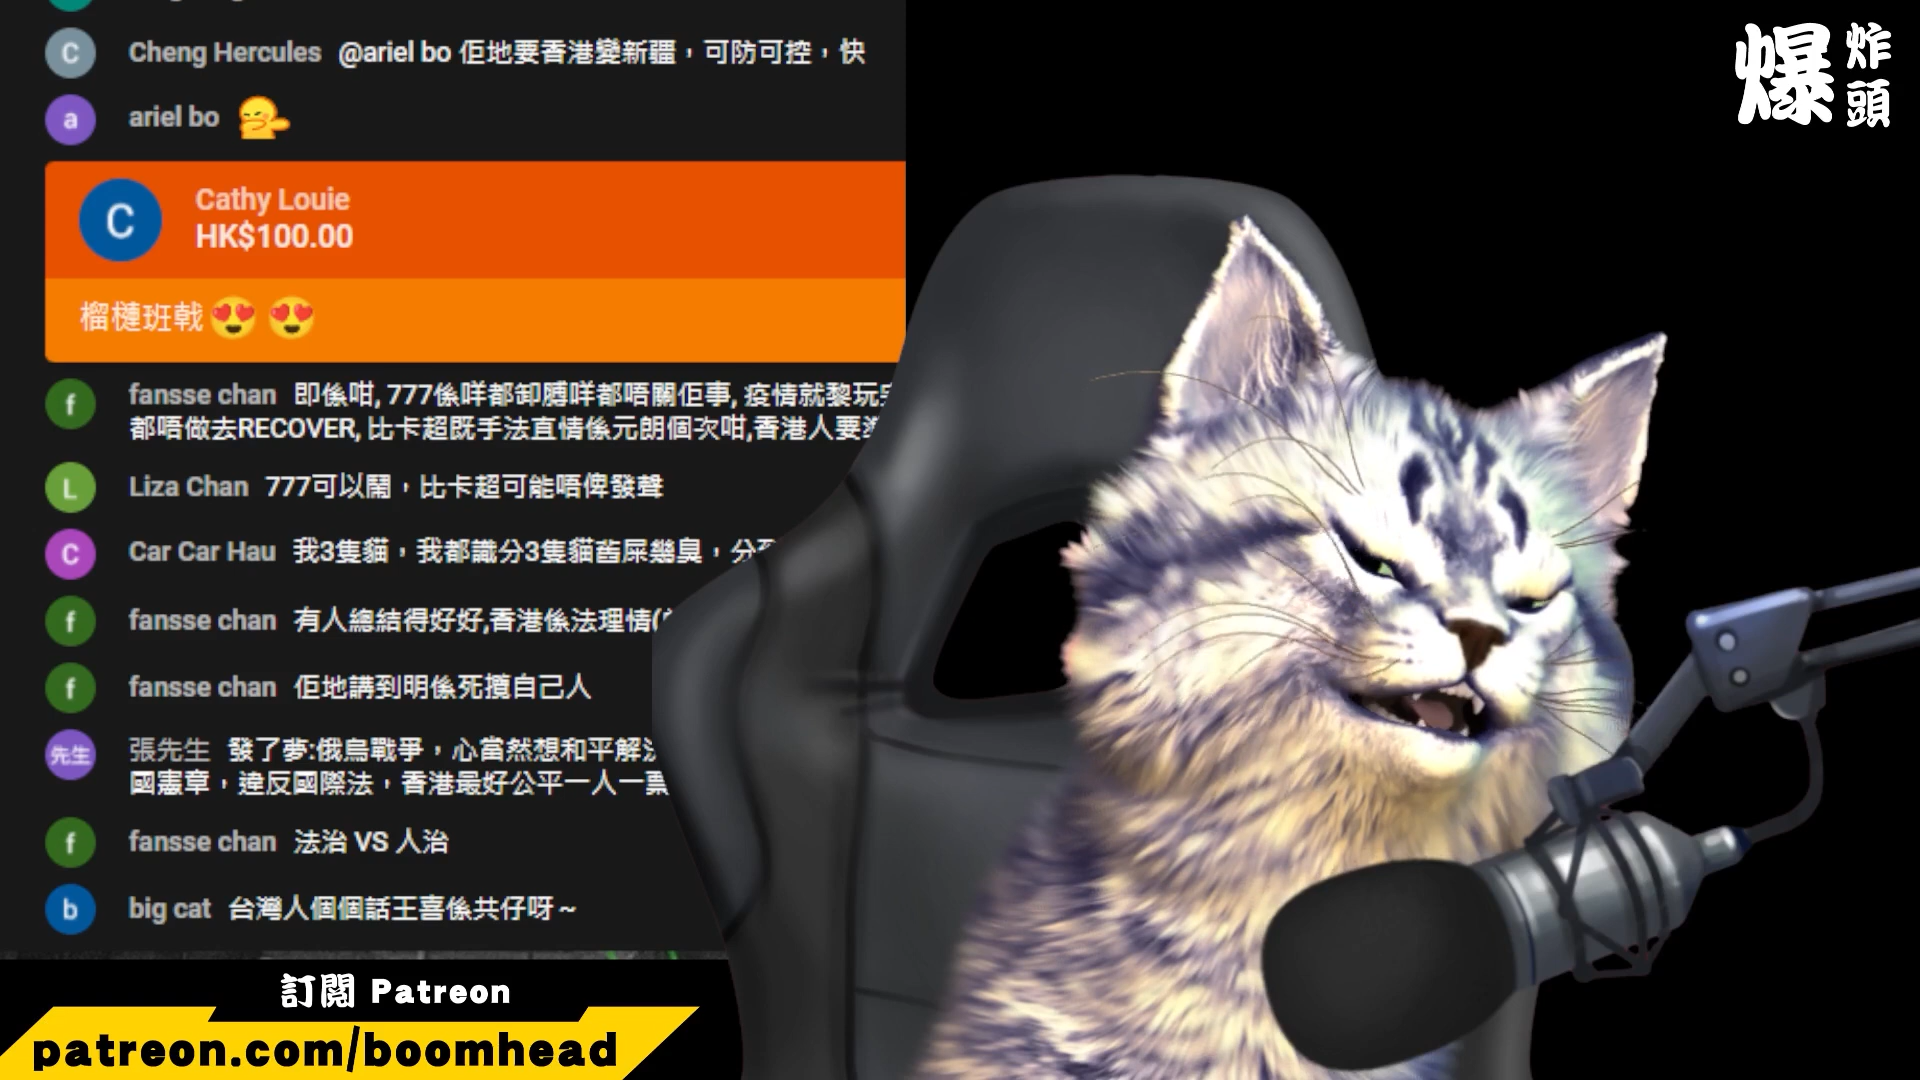 Cheng Hercules @ariel bo 佢地要香港變新疆，可防可控，快
a ariel bo
C Cathy Louie
HK$100.00
榴槤班戟
fansse chan 即係咁, 777係咩都卸膊咩都唔關佢事, 疫情就黎玩完
都唔做去RECOVER, 比卡超既手法直情係元朗個次咁,香港人要準
L Liza Chan 777可以鬧，比卡超可能唔俾發聲
C Car Car Hau 我3隻貓，我都識分3隻貓舊屎幾臭，分
f fansse chan 有人總結得好好,香港係法理情(
f fansse chan 佢地講到明係死攬自己人
先生 張先生 發了夢:俄烏戰爭，心當然想和平解決
國憲章，違反國際法，香港最好公平一人一票
f fansse chan 法治 VS 人治
b big cat 台灣人個個話王喜係共仔呀～
爆炸頭
訂閱 Patreon
patreon.com/boomhead